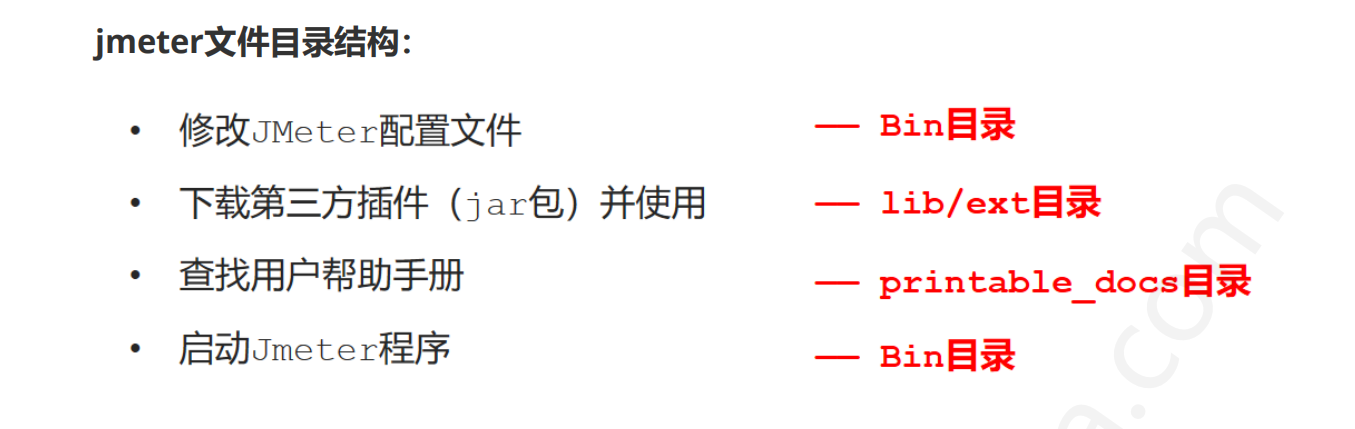 jmeter文件目录结构：
• 修改JMeter配置文件 —— Bin目录
• 下载第三方插件（jar包）并使用 —— lib/ext目录
• 查找用户帮助手册 —— printable_docs目录
• 启动Jmeter程序 —— Bin目录
a.com